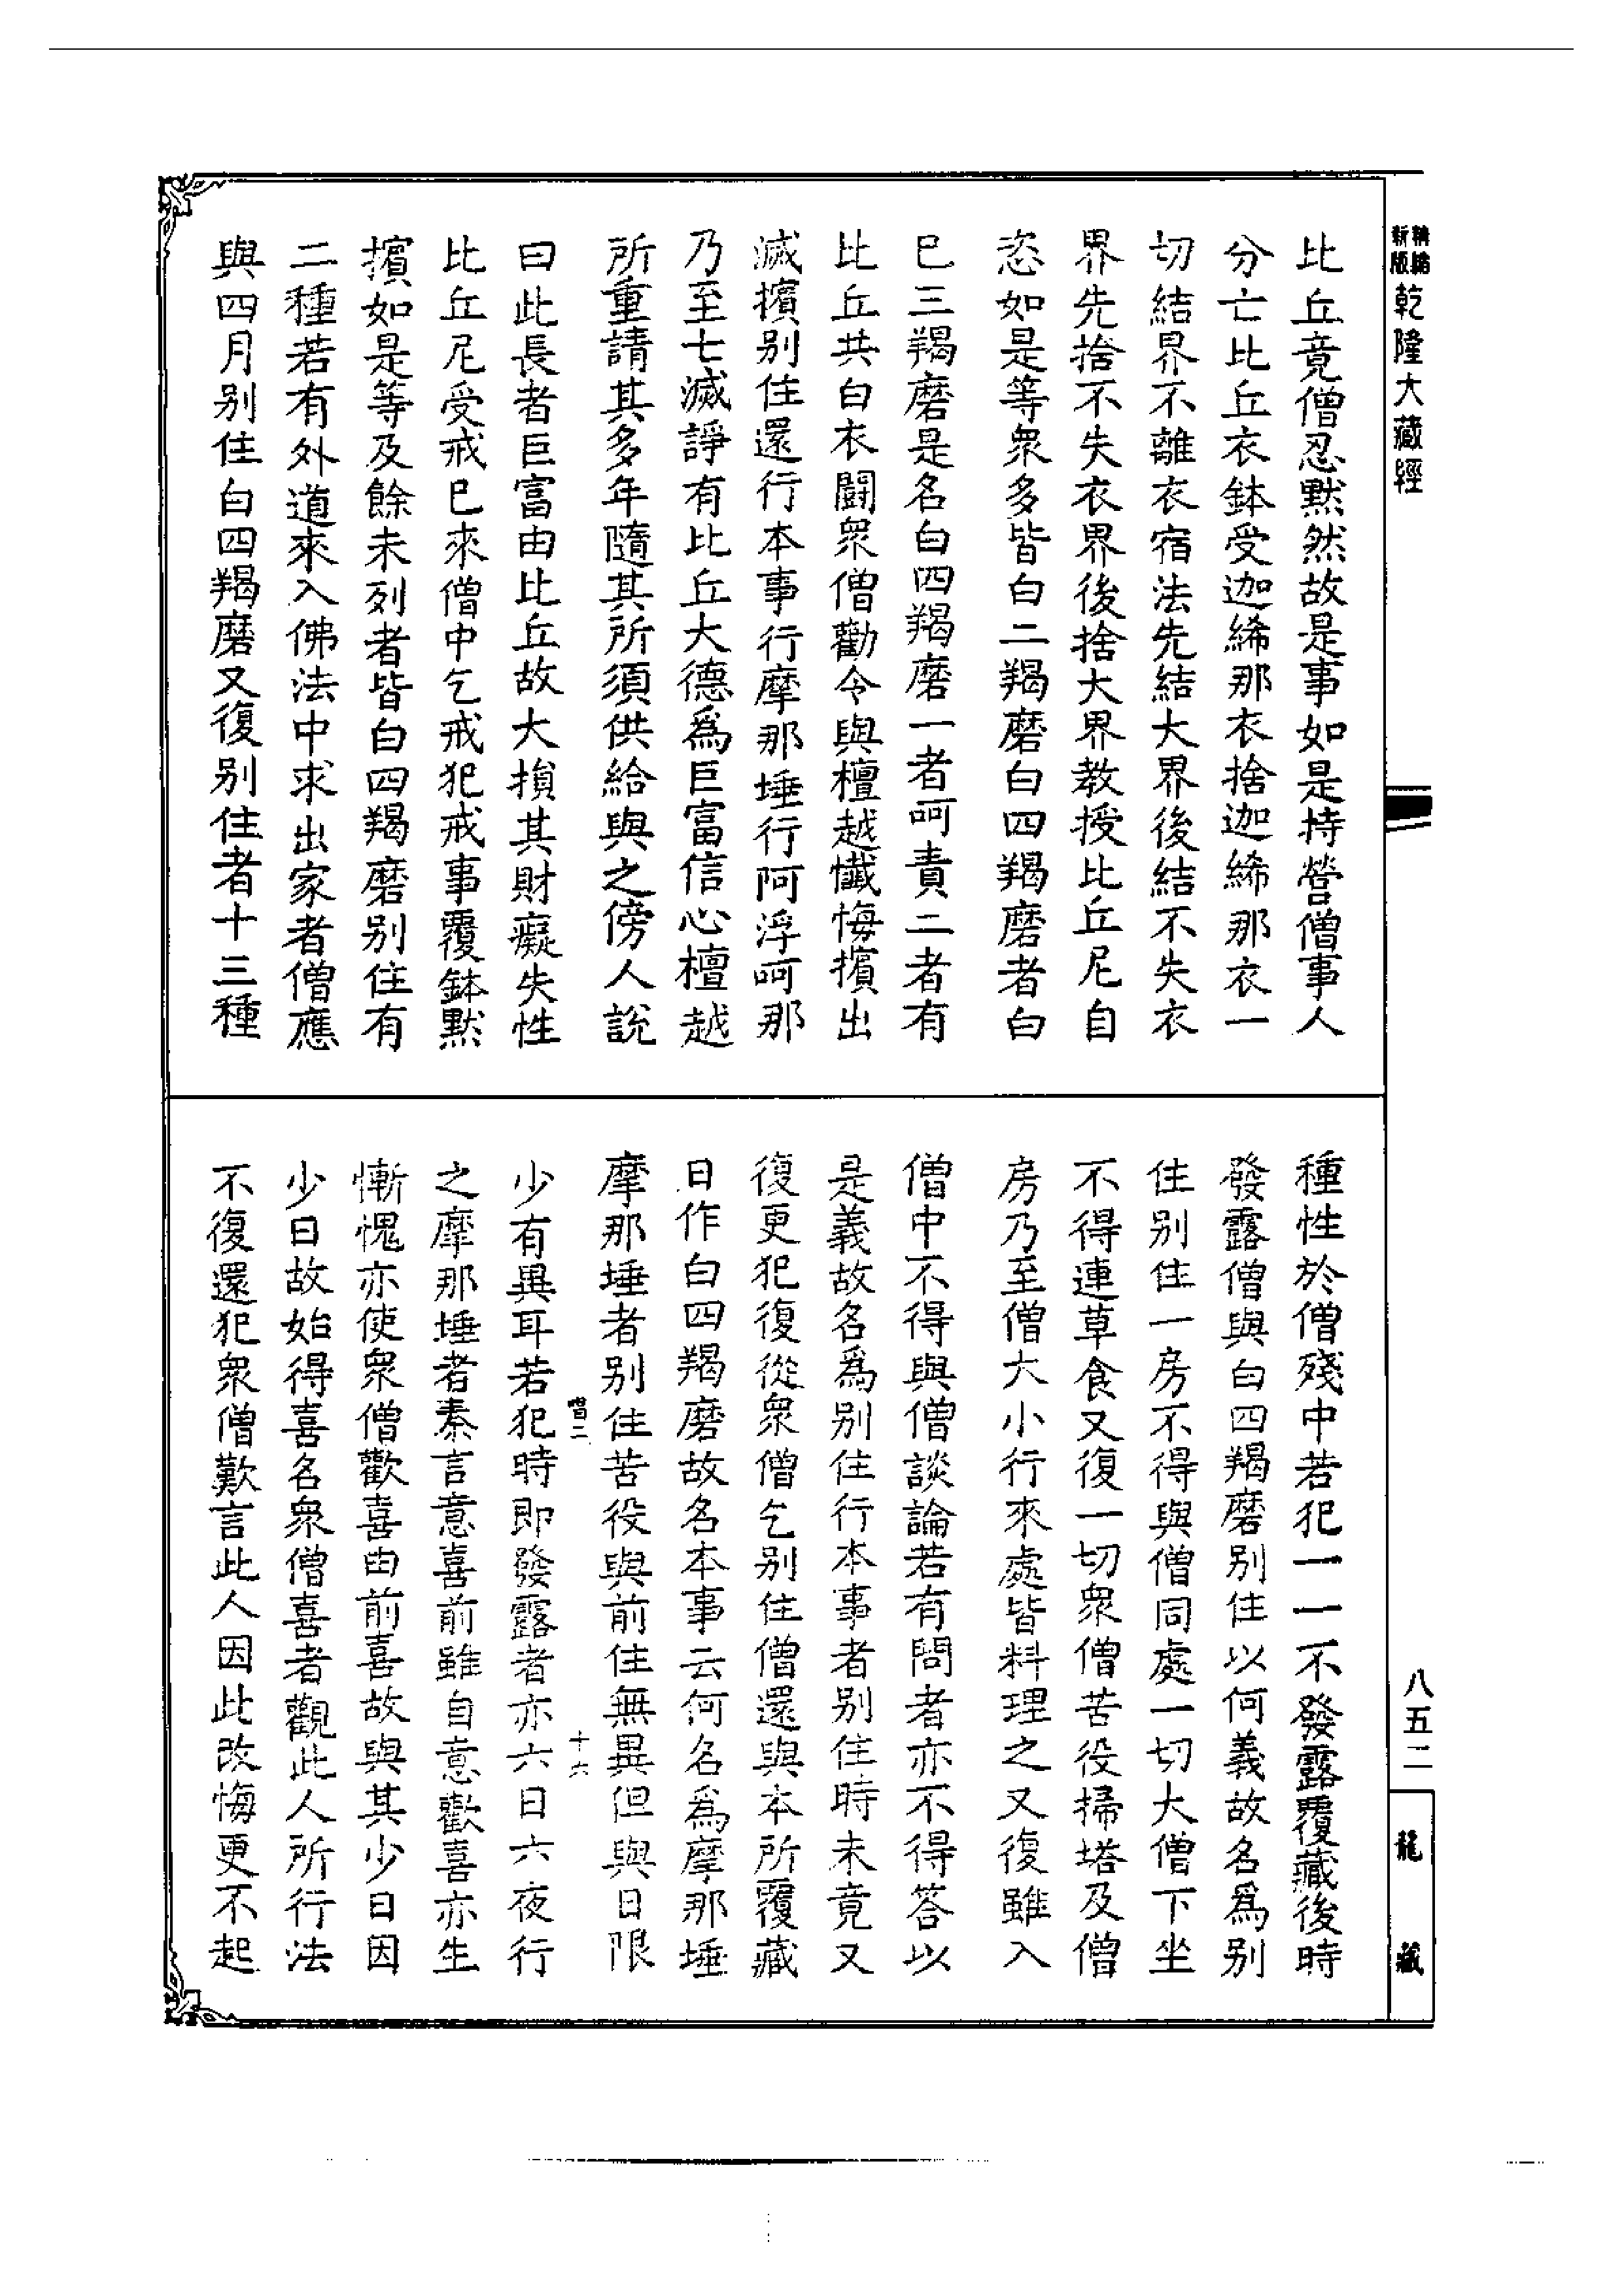 新編縮版乾隆大藏經
比丘竟僧忍默然故是事如是持營僧事人
分亡比丘衣鉢受迦絺那衣捨迦絺那衣一
切結界不離衣宿法先結大界後結不失衣
界先捨不失衣界後捨大界教授比丘尼自
恣如是等衆多皆白二羯磨白四羯磨者白
已三羯磨是名白四羯磨一者呵責二者有
比丘共白衣鬪衆僧勸令與檀越懺悔擯出
滅擯別住還行本事行摩那埵行阿浮呵那
乃至七滅諍有比丘大德爲巨富信心檀越
所重請其多年隨其所須供給與之傍人說
曰此長者巨富由比丘故大損其財癡失性
比丘尼受戒已來僧中乞戒犯戒事覆鉢默
擯如是等及餘未列者皆白四羯磨別住有
二種若有外道來入佛法中求出家者僧應
與四月別住白四羯磨又復別住者十三種
種性於僧殘中若犯一一不發露覆藏後時
發露僧與白四羯磨別住以何義故名爲別
住別住一房不得與僧同處一切大僧下坐
不得連草食又復一切衆僧苦役掃塔及僧
房乃至僧大小行來處皆料理之又復雖入
僧中不得與僧談論若有問者亦不得答以
是義故名爲別住行本事者別住時未竟又
復更犯復從衆僧乞別住僧還與本所覆藏
日作白四羯磨故名本事云何名爲摩那埵
摩那埵者別住苦役與前住無異但與日限
十六
少有異耳若犯時即發露者亦六日六夜行
之摩那埵者秦言意喜前雖自意歡喜亦生
慚愧亦使衆僧歡喜由前喜故與其少日因
少日故始得喜名衆僧喜者觀此人所行法
不復還犯衆僧歎言此人因此改悔更不起
八五二
龍藏